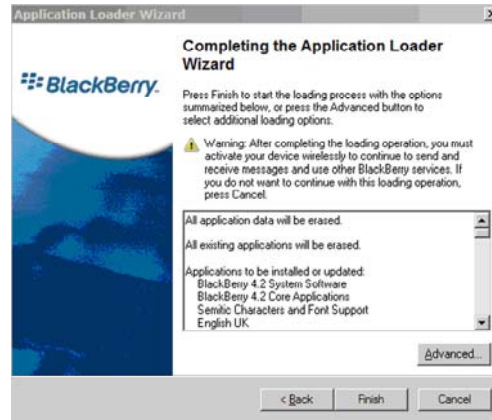 Application Loader Wizard
BlackBerry.
Completing the Application Loader
Wizard
Press Finish to start the loading process with the options
summarized below, or press the Advanced button to
select additional loading options.
Warning: After completing the loading operation, you must
activate your device wirelessly to continue to send and
receive messages and use other BlackBerry services. If
you do not want to continue with this loading operation,
press Cancel.
All application data will be erased.
All existing applications will be erased.
Applications to be installed or updated:
BlackBerry 4.2 System Software
BlackBerry 4.2 Core Applications
Semitic Characters and Font Support
English UK
Advanced...
< Back
Finish
Cancel